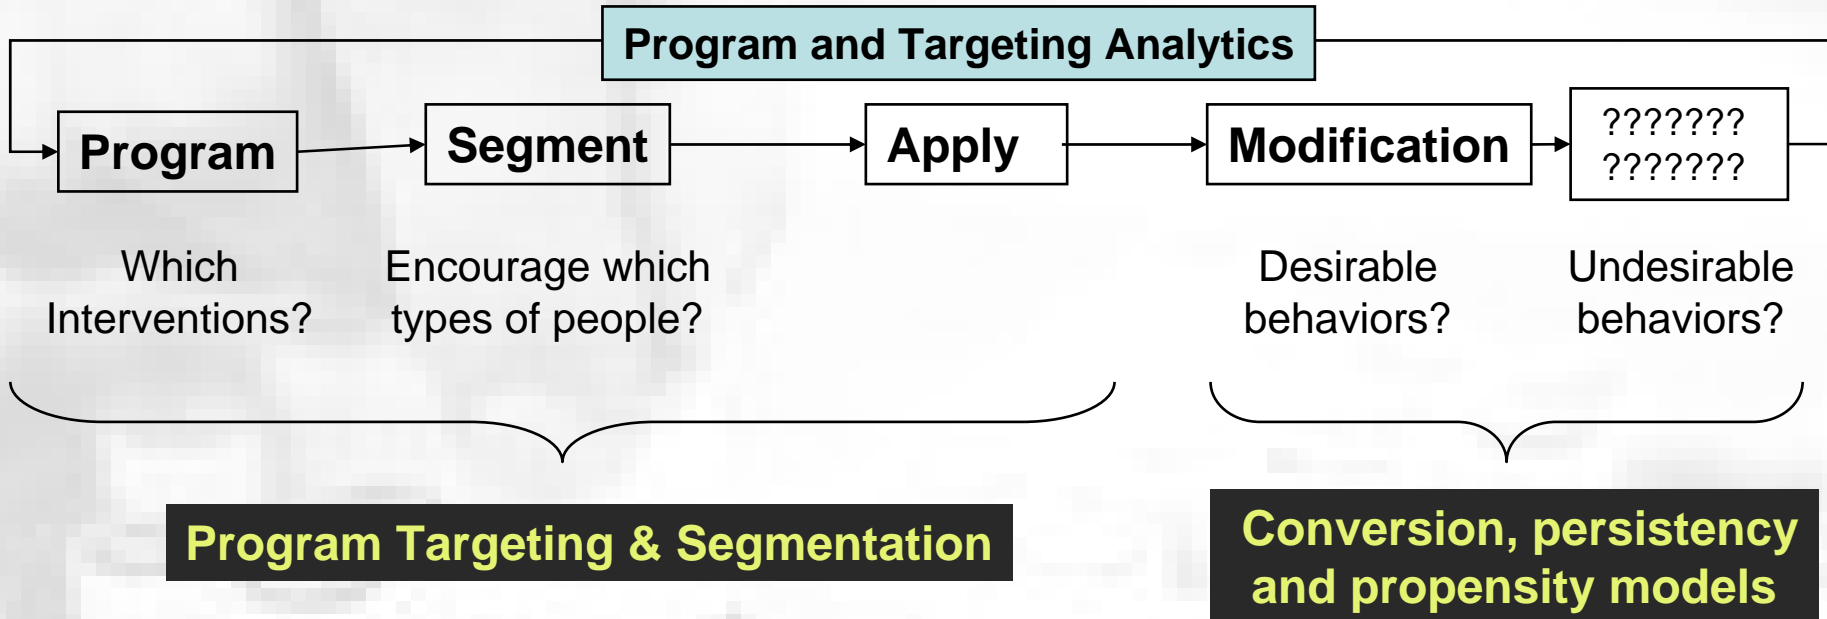 Program and Targeting Analytics
Program
Segment
Apply
Modification
???????
???????
Which
Interventions?
Encourage which
types of people?
Desirable
behaviors?
Undesirable
behaviors?
Program Targeting & Segmentation
Conversion, persistency
and propensity models